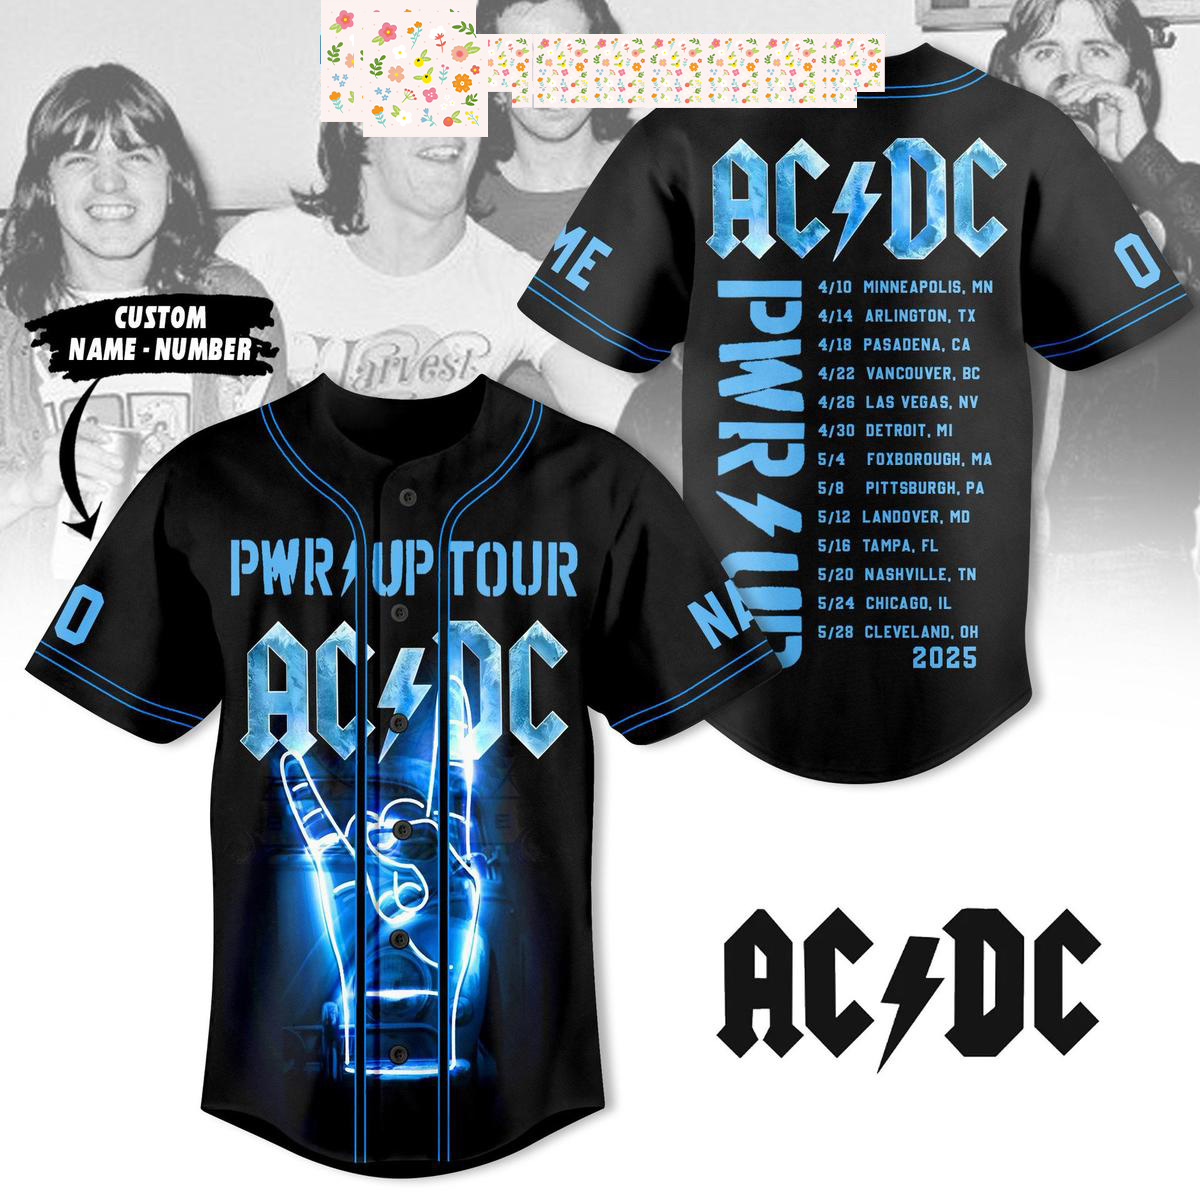 AC⚡DC
ME
O
PWR⚡UP
4/10 MINNEAPOLIS, MN
4/14 ARLINGTON, TX
4/18 PASADENA, CA
4/22 VANCOUVER, BC
4/26 LAS VEGAS, NV
4/30 DETROIT, MI
5/4 FOXBOROUGH, MA
5/8 PITTSBURGH, PA
5/12 LANDOVER, MD
5/16 TAMPA, FL
5/20 NASHVILLE, TN
5/24 CHICAGO, IL
5/28 CLEVELAND, OH
2025
CUSTOM
NAME - NUMBER
Harvest
PWR⚡UP TOUR
O
NA
AC⚡DC
AC⚡DC